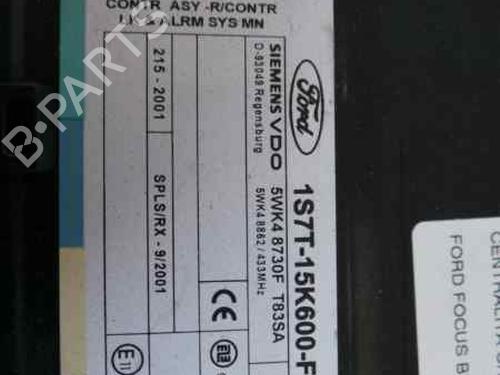 CONTR ASY -R/CONTR
ALRM SYS MN
Ford
SIEMENS VDO
D-93049 Regensburg
215 - 2001
1S7T-15K600-F
5WK4 8730F T83SA
5WK4 8862 / 433MHz
SPLS/RX - 9/2001
CE
E11
FORD FOCUS B
B-PARTS